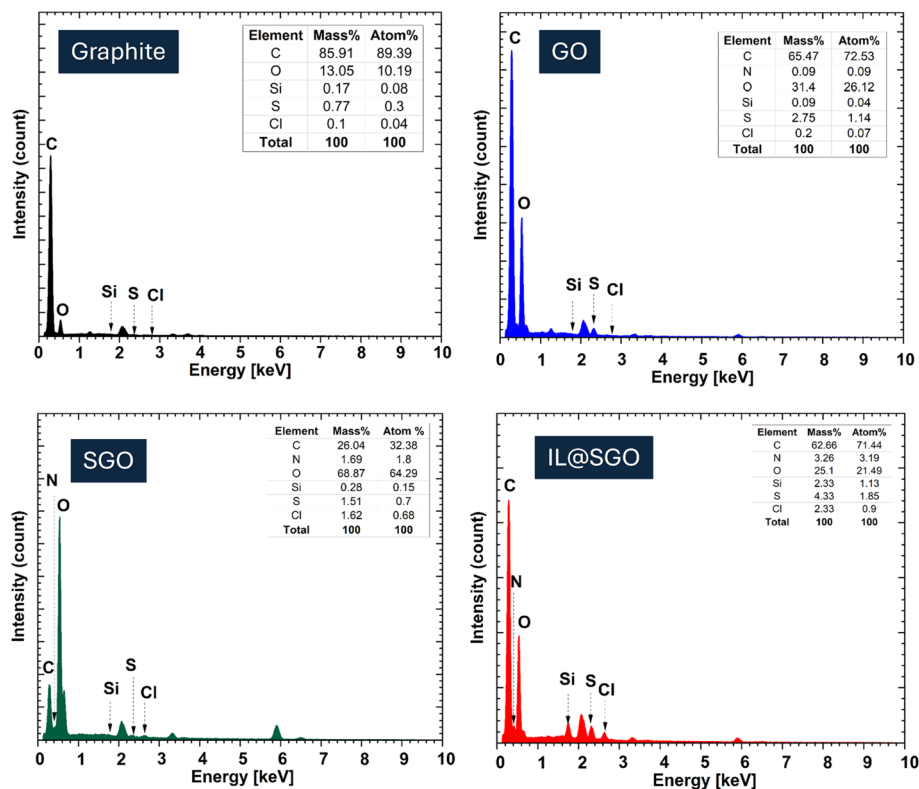 Graphite
Element Mass% Atom%
C 85.91 89.39
O 13.05 10.19
Si 0.17 0.08
S 0.77 0.3
Cl 0.1 0.04
Total 100 100
C
O
Si S Cl
Intensity (count)
0 1 2 3 4 5 6 7 8 9 10
Energy [keV]
GO
Element Mass% Atom%
C 65.47 72.53
N 0.09 0.09
O 31.4 26.12
Si 0.09 0.04
S 2.75 1.14
Cl 0.2 0.07
Total 100 100
C
O
Si S Cl
Intensity (count)
0 1 2 3 4 5 6 7 8 9 10
Energy [keV]
SGO
Element Mass% Atom %
C 26.04 32.38
N 1.69 1.8
O 68.87 64.29
Si 0.28 0.15
S 1.51 0.7
Cl 1.62 0.68
Total 100 100
N
O
C
Si S Cl
Intensity (count)
0 1 2 3 4 5 6 7 8 9 10
Energy [keV]
IL@SGO
Element Mass% Atom%
C 62.66 71.44
N 3.26 3.19
O 25.1 21.49
Si 2.33 1.13
S 4.33 1.85
Cl 2.33 0.9
Total 100 100
C
N
O
Si S Cl
Intensity (count)
0 1 2 3 4 5 6 7 8 9 10
Energy [keV]